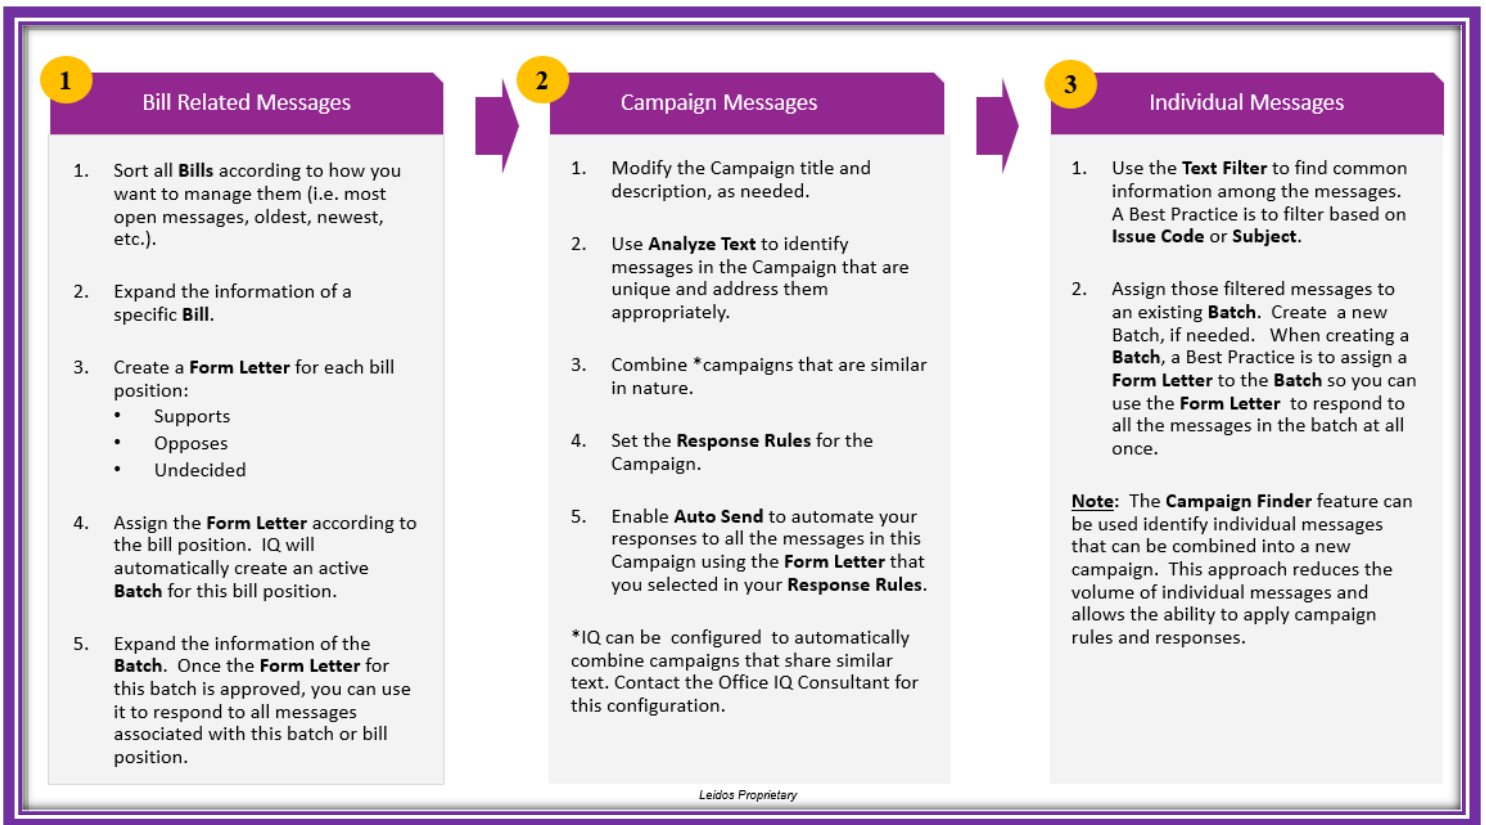 1
Bill Related Messages
1. Sort all Bills according to how you
want to manage them (i.e. most
open messages, oldest, newest,
etc.).
2. Expand the information of a
specific Bill.
3. Create a Form Letter for each bill
position:
• Supports
• Opposes
• Undecided
4. Assign the Form Letter according to
the bill position. IQ will
automatically create an active
Batch for this bill position.
5. Expand the information of the
Batch. Once the Form Letter for
this batch is approved, you can use
it to respond to all messages
associated with this batch or bill
position.
2
Campaign Messages
1. Modify the Campaign title and
description, as needed.
2. Use Analyze Text to identify
messages in the Campaign that are
unique and address them
appropriately.
3. Combine *campaigns that are similar
in nature.
4. Set the Response Rules for the
Campaign.
5. Enable Auto Send to automate your
responses to all the messages in this
Campaign using the Form Letter that
you selected in your Response Rules.
*IQ can be configured to automatically
combine campaigns that share similar
text. Contact the Office IQ Consultant for
this configuration.
3
Individual Messages
1. Use the Text Filter to find common
information among the messages.
A Best Practice is to filter based on
Issue Code or Subject.
2. Assign those filtered messages to
an existing Batch. Create a new
Batch, if needed. When creating a
Batch, a Best Practice is to assign a
Form Letter to the Batch so you can
use the Form Letter to respond to
all the messages in the batch at all
once.
Note: The Campaign Finder feature can
be used identify individual messages
that can be combined into a new
campaign. This approach reduces the
volume of individual messages and
allows the ability to apply campaign
rules and responses.
Leidos Proprietary